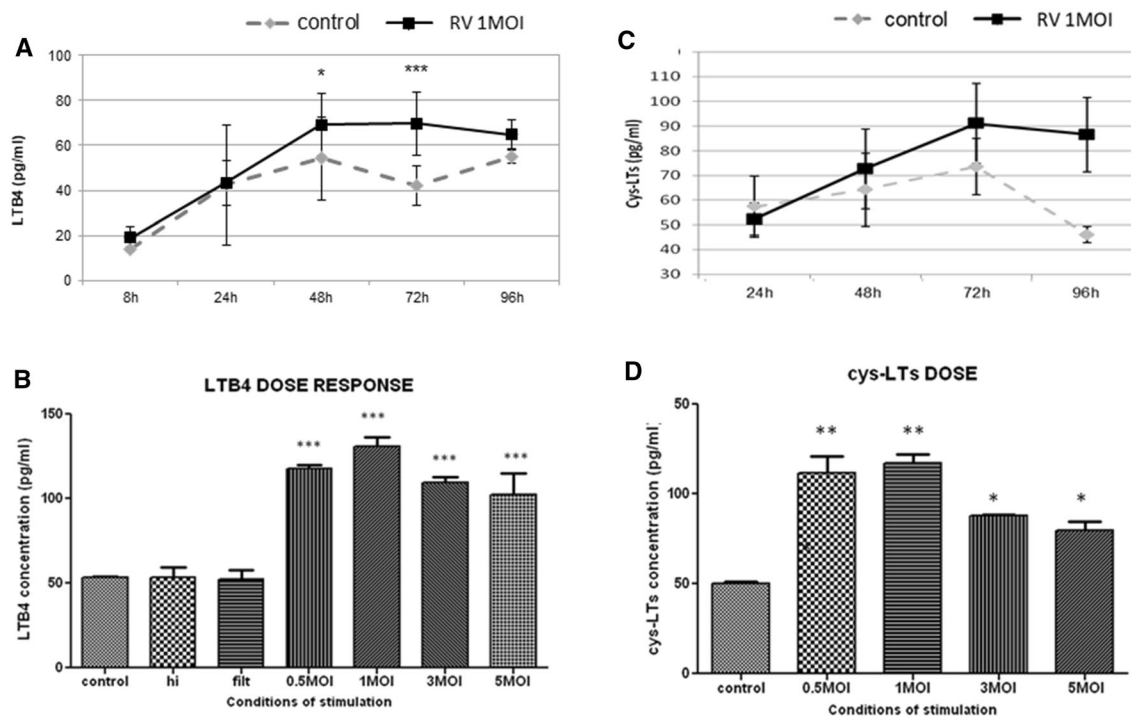 control RV 1MOI
A
100
80
60
40
20
0
LTB4 (pg/ml)
* ***
8h 24h 48h 72h 96h
control RV 1MOI
C
110
100
90
80
70
60
50
40
30
Cys-LTs (pg/ml)
24h 48h 72h 96h
B
LTB4 DOSE RESPONSE
150
100
50
0
LTB4 concentration (pg/ml)
*** *** *** ***
control hi filt 0.5MOI 1MOI 3MOI 5MOI
Conditions of stimulation
D
cys-LTs DOSE
50
100
50
0
cys-LTs concentration (pg/ml)
** ** * *
control 0.5MOI 1MOI 3MOI 5MOI
Conditions of stimulation